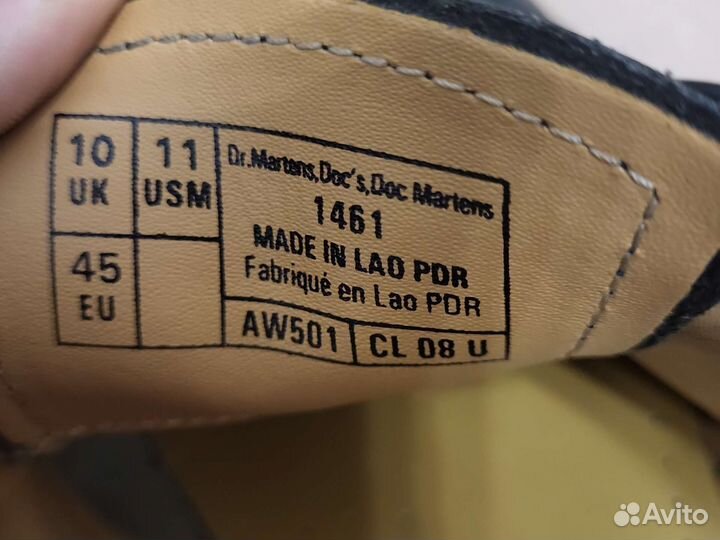 10
UK
11
USM
45
EU
Dr.Martens,Doc's,Doc Martens
1461
MADE IN LAO PDR
Fabriqué en Lao PDR
AW501
CL 08 U
Avito